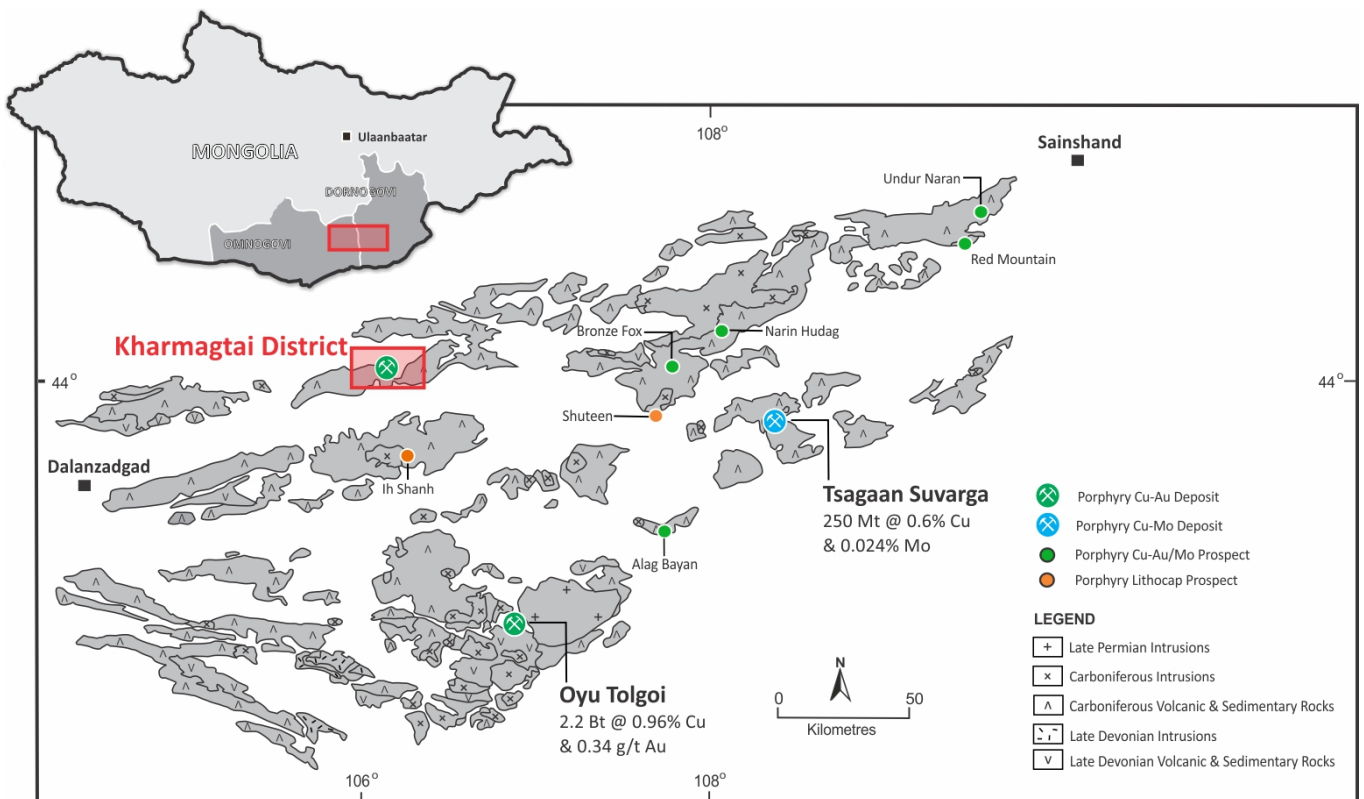 MONGOLIA
Ulaanbaatar
DORNOGOVI
OMNOGOVI
108°
Sainshand
Undur Naran
Red Mountain
Bronze Fox
Narin Hudag
Kharmagtai District
44°
44°
Shuteen
Dalanzadgad
Ih Shanh
Tsagaan Suvarga
250 Mt @ 0.6% Cu
& 0.024% Mo
Alag Bayan
Oyu Tolgoi
2.2 Bt @ 0.96% Cu
& 0.34 g/t Au
Porphyry Cu-Au Deposit
Porphyry Cu-Mo Deposit
Porphyry Cu-Au/Mo Prospect
Porphyry Lithocap Prospect
LEGEND
+ Late Permian Intrusions
x Carboniferous Intrusions
^ Carboniferous Volcanic & Sedimentary Rocks
Late Devonian Intrusions
v Late Devonian Volcanic & Sedimentary Rocks
N
0 50
Kilometres
106°
108°